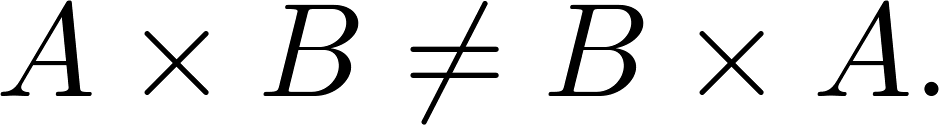 A × B ≠ B × A.